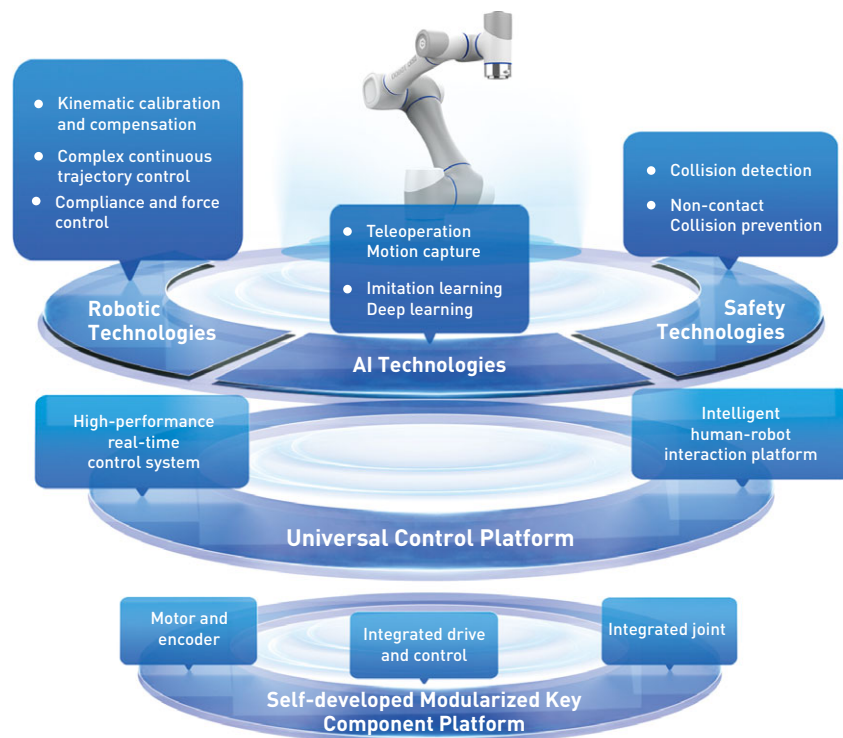 Kinematic calibration
and compensation
Complex continuous
trajectory control
Compliance and force
control
Collision detection
Non-contact
Collision prevention
Teleoperation
Motion capture
Imitation learning
Deep learning
Robotic
Technologies
Safety
Technologies
AI Technologies
High-performance
real-time
control system
Intelligent
human-robot
interaction platform
Universal Control Platform
Motor and
encoder
Integrated drive
and control
Integrated joint
Self-developed Modularized Key
Component Platform